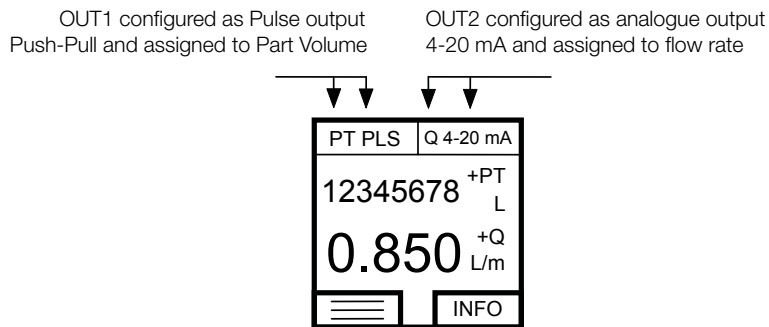 OUT1 configured as Pulse output
Push-Pull and assigned to Part Volume
OUT2 configured as analogue output
4-20 mA and assigned to flow rate
PT PLS
Q 4-20 mA
12345678 +PT
L
0.850 +Q
L/m
INFO